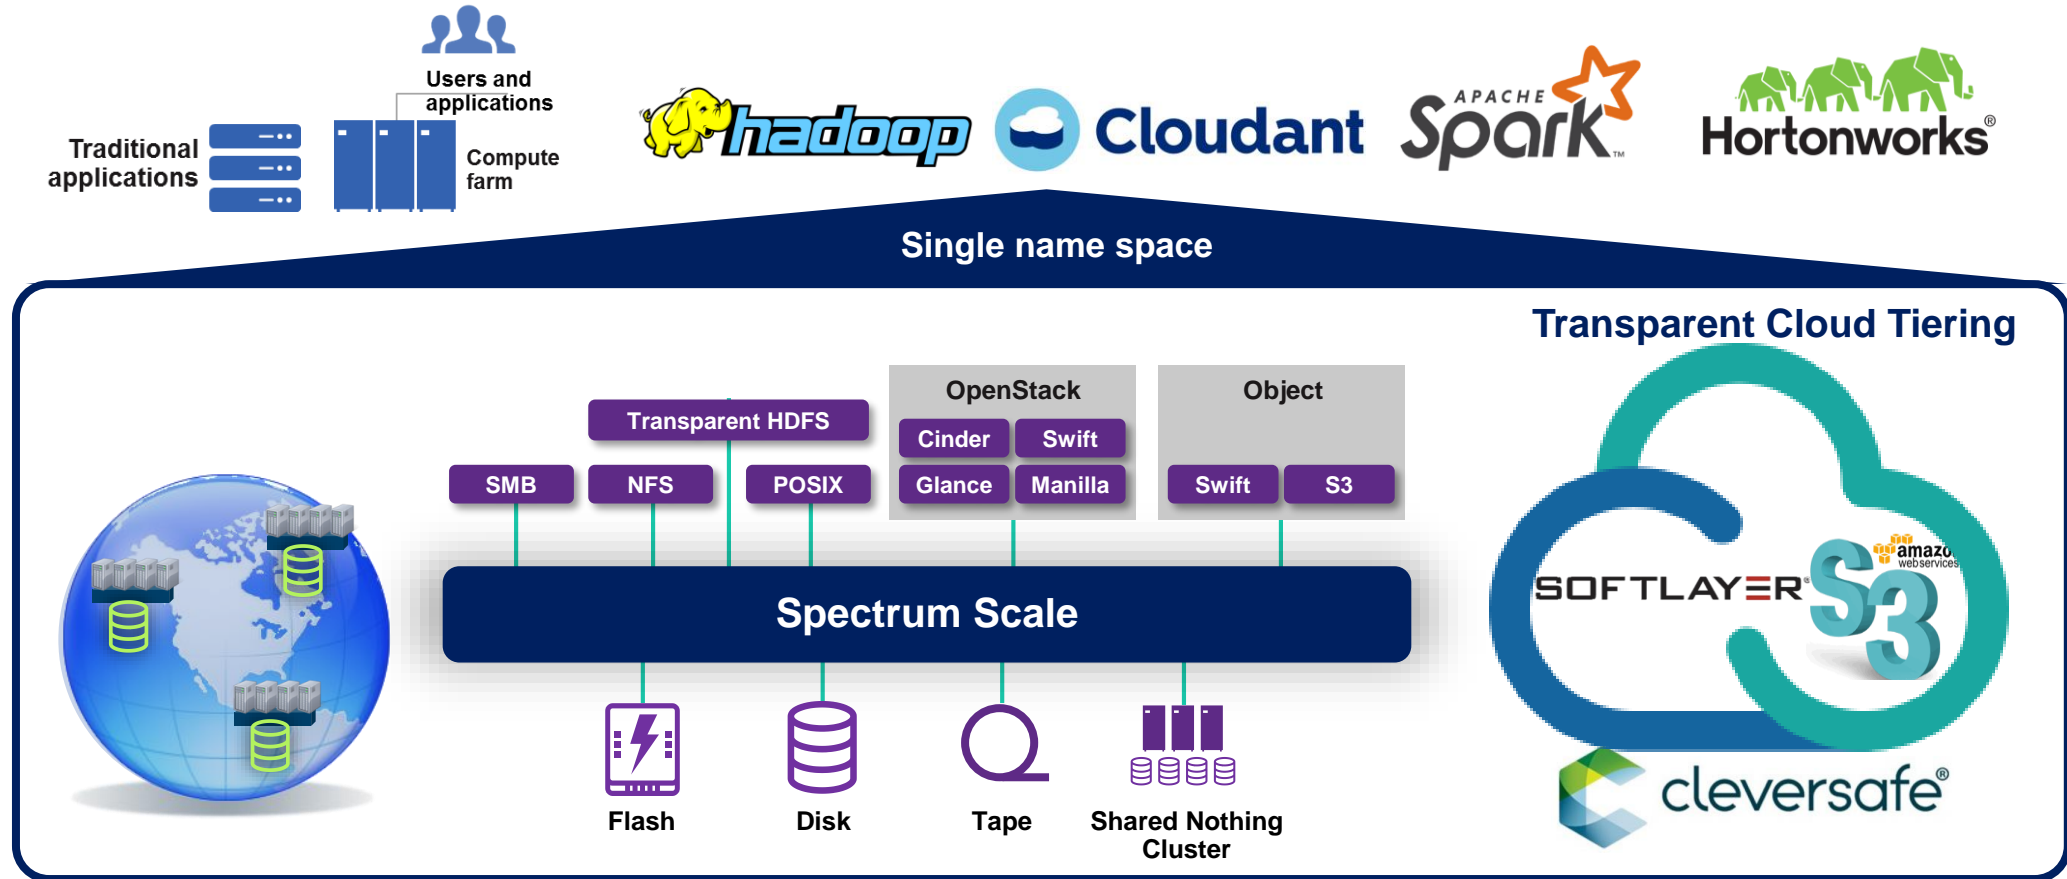 Users and
applications
Traditional
applications
Compute
farm
hadoop
Cloudant
APACHE
Spark™
Hortonworks®
Single name space
Transparent Cloud Tiering
OpenStack
Object
Transparent HDFS
Cinder
Swift
SMB
NFS
POSIX
Glance
Manilla
Swift
S3
Spectrum Scale
SOFTLAYER®
amazo
webservices
S3
cleversafe®
Flash
Disk
Tape
Shared Nothing
Cluster